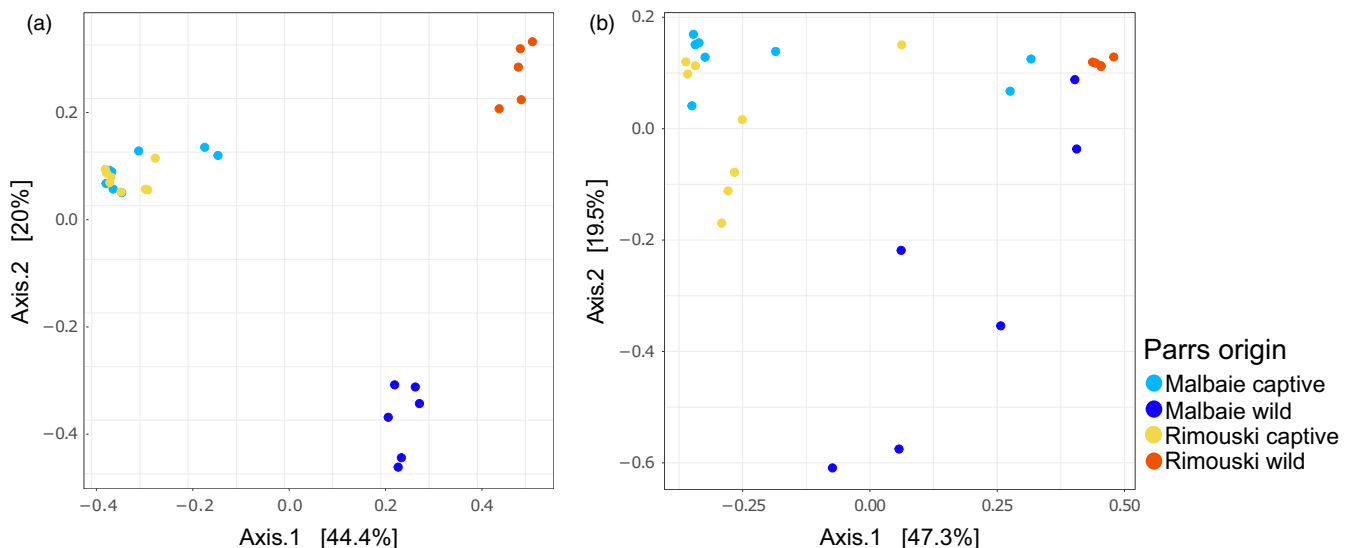 (a)
0.2
0.0
−0.2
−0.4
Axis.2 [20%]
−0.4
−0.2
0.0
0.2
0.4
Axis.1 [44.4%]
(b)
0.2
0.0
−0.2
−0.4
−0.6
Axis.2 [19.5%]
−0.25
0.00
0.25
0.50
Axis.1 [47.3%]
Parrs origin
Malbaie captive
Malbaie wild
Rimouski captive
Rimouski wild